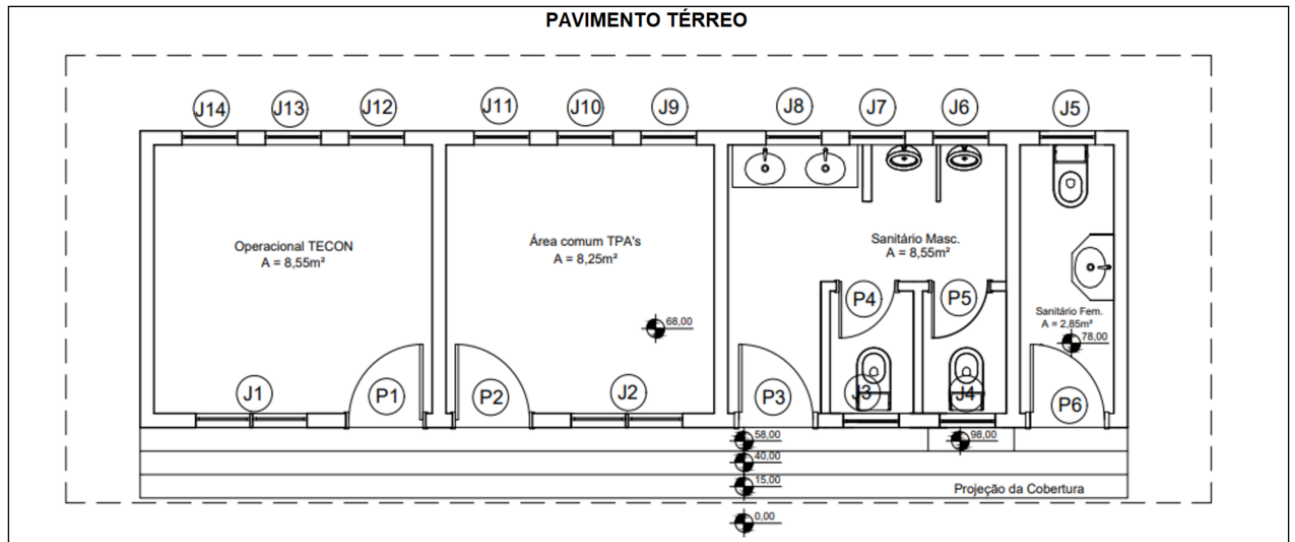 PAVIMENTO TÉRREO
J14
J13
J12
J11
J10
J9
J8
J7
J6
J5
Operacional TECON
A = 8,55m²
Área comum TPA's
A = 8,25m²
Sanitário Masc.
A = 8,55m²
P4
P5
Sanitário Fem.
A = 2,85m²
68,00
78,00
J1
P1
P2
J2
P3
J3
J4
P6
58,00
98,00
40,00
15,00
Projeção da Cobertura
0,00